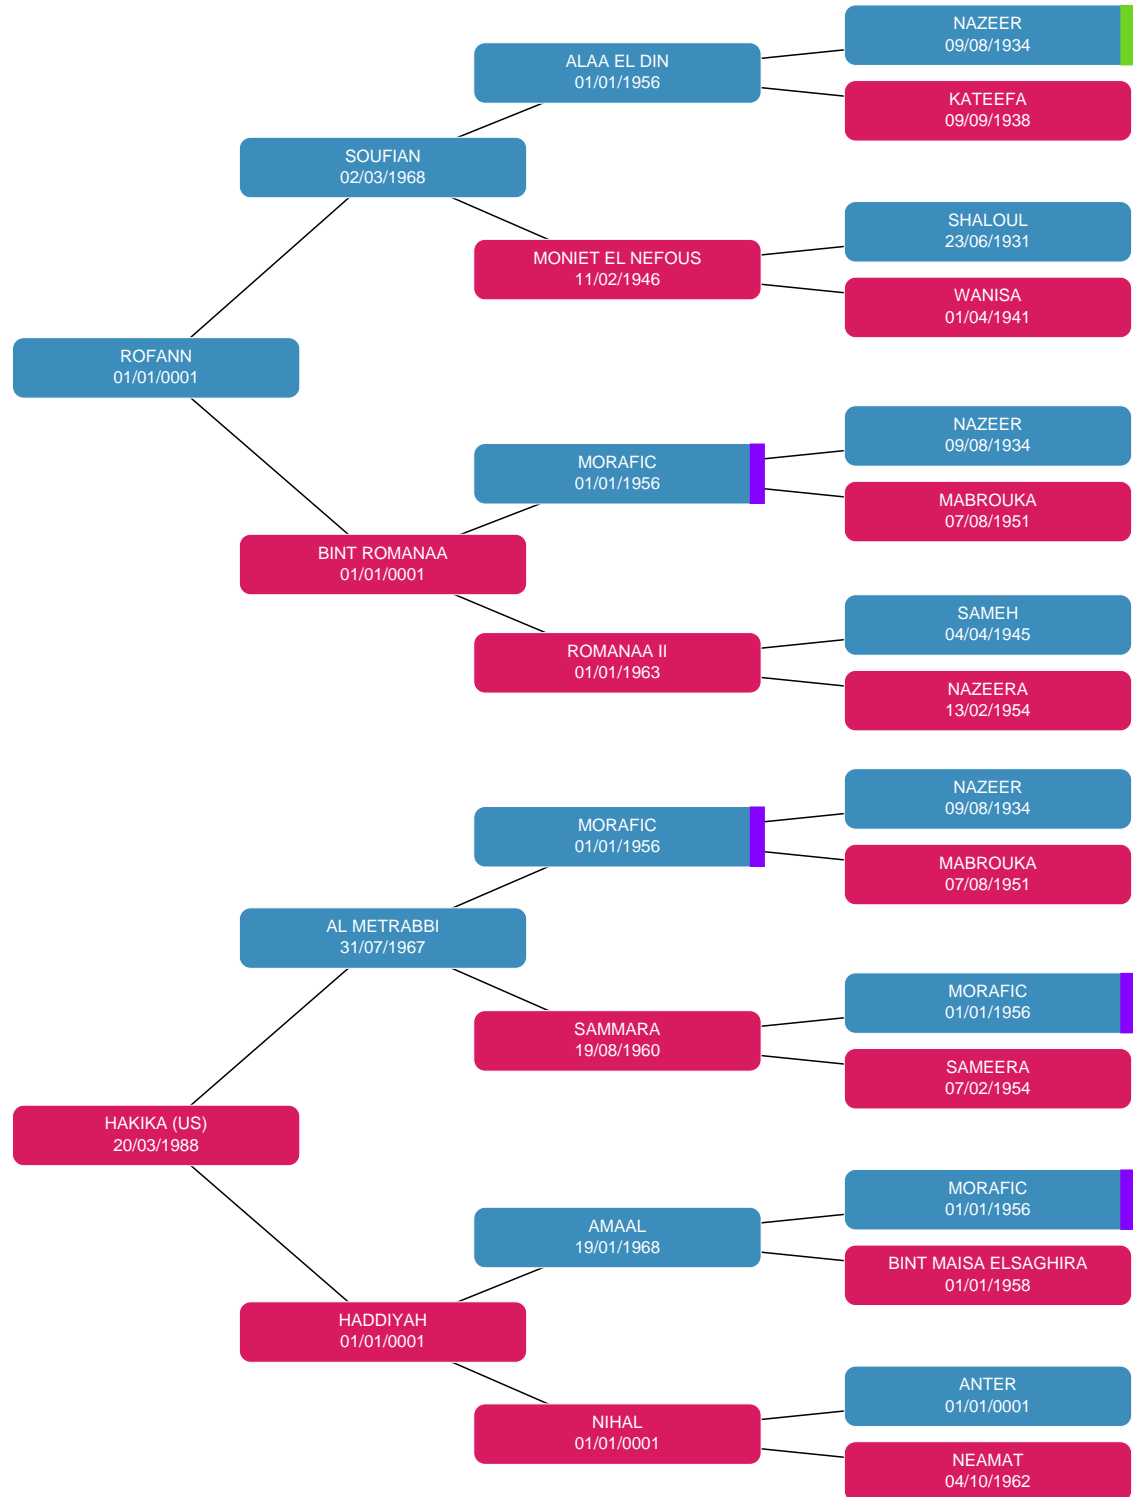 NAZEER
09/08/1934
ALAA EL DIN
01/01/1956
KATEEFA
09/09/1938
SOUFIAN
02/03/1968
SHALOUL
23/06/1931
MONIET EL NEFOUS
11/02/1946
WANISA
01/04/1941
ROFANN
01/01/0001
NAZEER
09/08/1934
MORAFIC
01/01/1956
MABROUKA
07/08/1951
BINT ROMANAA
01/01/0001
SAMEH
04/04/1945
ROMANAA II
01/01/1963
NAZEERA
13/02/1954
NAZEER
09/08/1934
MORAFIC
01/01/1956
MABROUKA
07/08/1951
AL METRABBI
31/07/1967
MORAFIC
01/01/1956
SAMMARA
19/08/1960
SAMEERA
07/02/1954
HAKIKA (US)
20/03/1988
MORAFIC
01/01/1956
AMAAL
19/01/1968
BINT MAISA ELSAGHIRA
01/01/1958
HADDIYAH
01/01/0001
ANTER
01/01/0001
NIHAL
01/01/0001
NEAMAT
04/10/1962